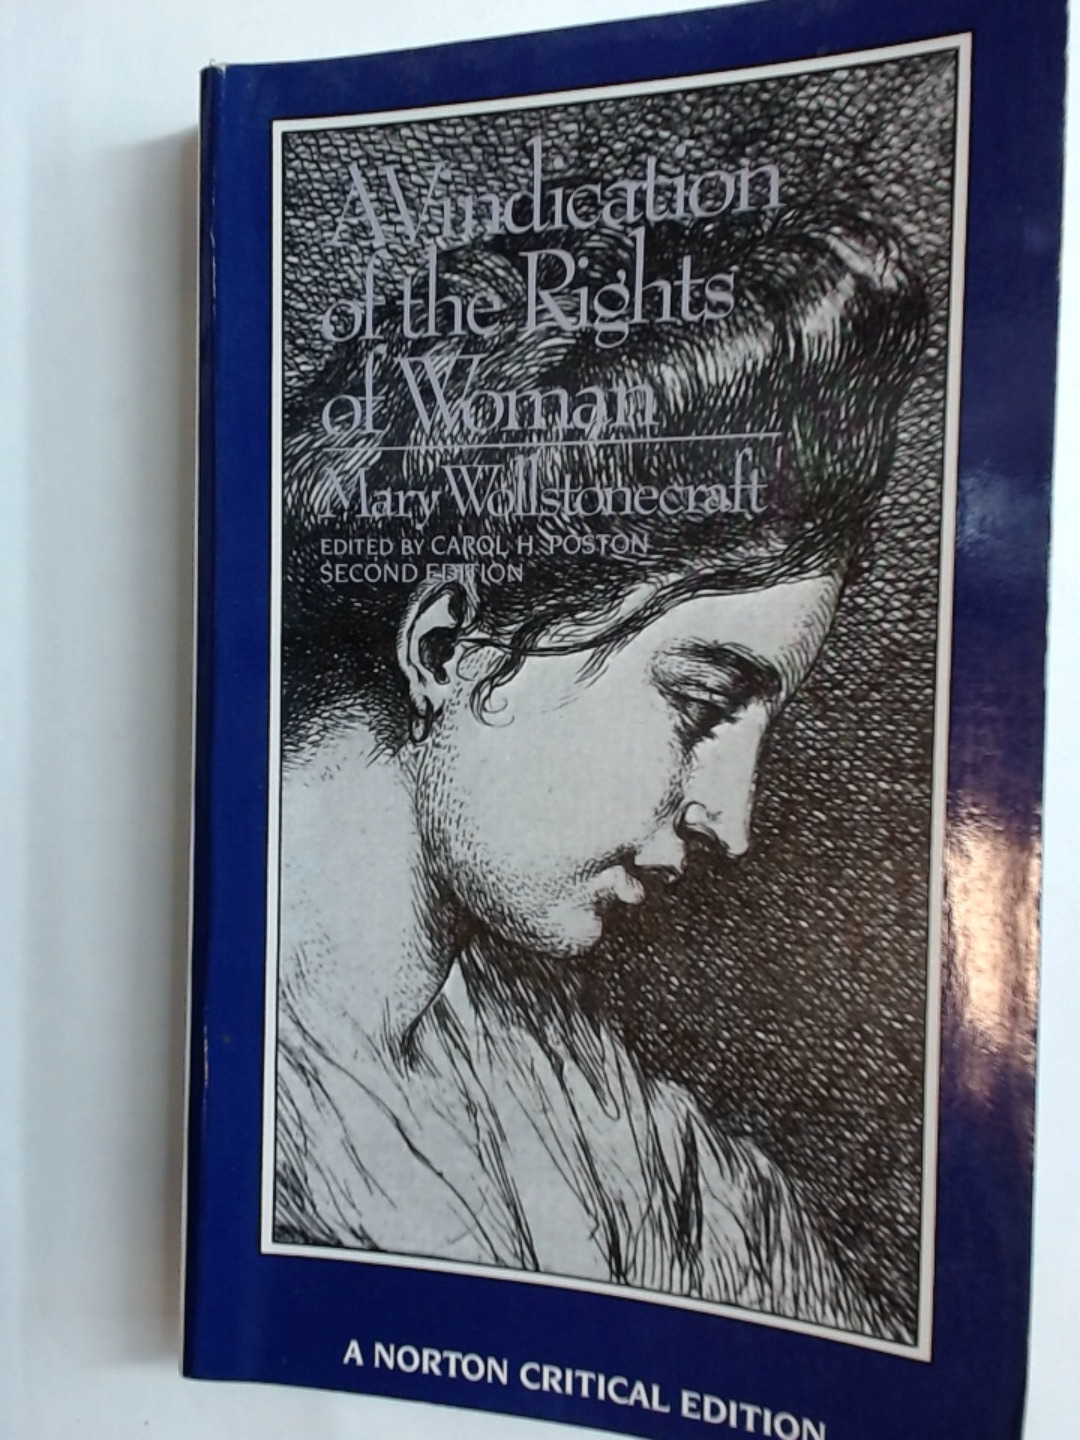 A Vindication
of the Rights
of Woman
Mary Wollstonecraft
EDITED BY CAROL H. POSTON
SECOND EDITION
A NORTON CRITICAL EDITION